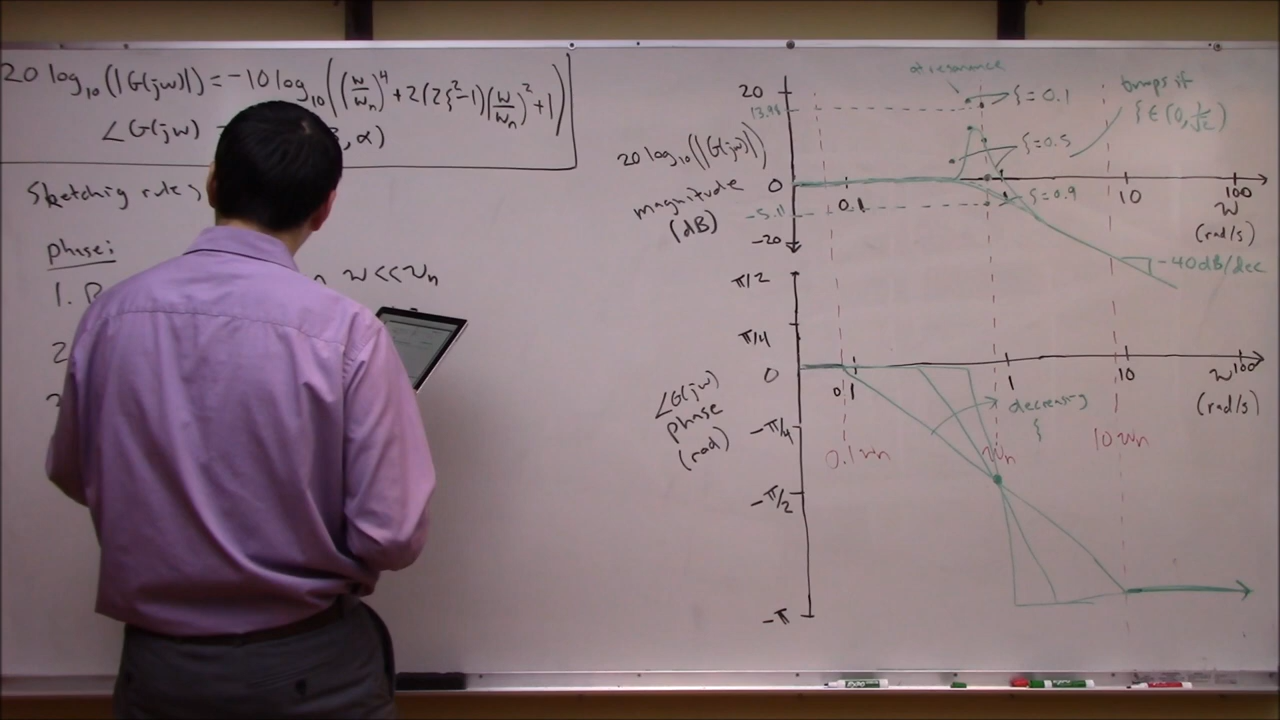 20 log₁₀(|G(jω)|) = -10 log₁₀((ω/ωₙ)⁴ + 2(2ξ²-1)(ω/ωₙ)² + 1)
∠G(jω) , α)
Sketching rules
phase:
1. ω << ωₙ
2
at resonance
20
13.98
ξ = 0.1
bumps if
ξ ∈ (0, 1/√2)
20 log₁₀(|G(jω)|)
magnitude
(dB)
ξ = 0.5
0
0.1
1
10
100
ω
(rad/s)
ξ = 0.9
-5.11
-20
-40dB/dec
π/2
π/4
0
0.1
1
10
ω
100
(rad/s)
∠G(jω)
phase
(rad)
decreasing
ξ
-π/4
0.1ωₙ
ωₙ
10ωₙ
-π/2
-π